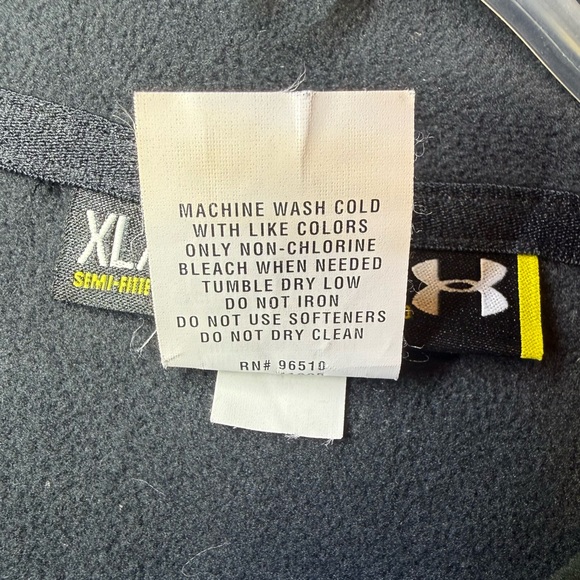 MACHINE WASH COLD
WITH LIKE COLORS
ONLY NON-CHLORINE
BLEACH WHEN NEEDED
TUMBLE DRY LOW
DO NOT IRON
DO NOT USE SOFTENERS
DO NOT DRY CLEAN
RN# 96510
XL